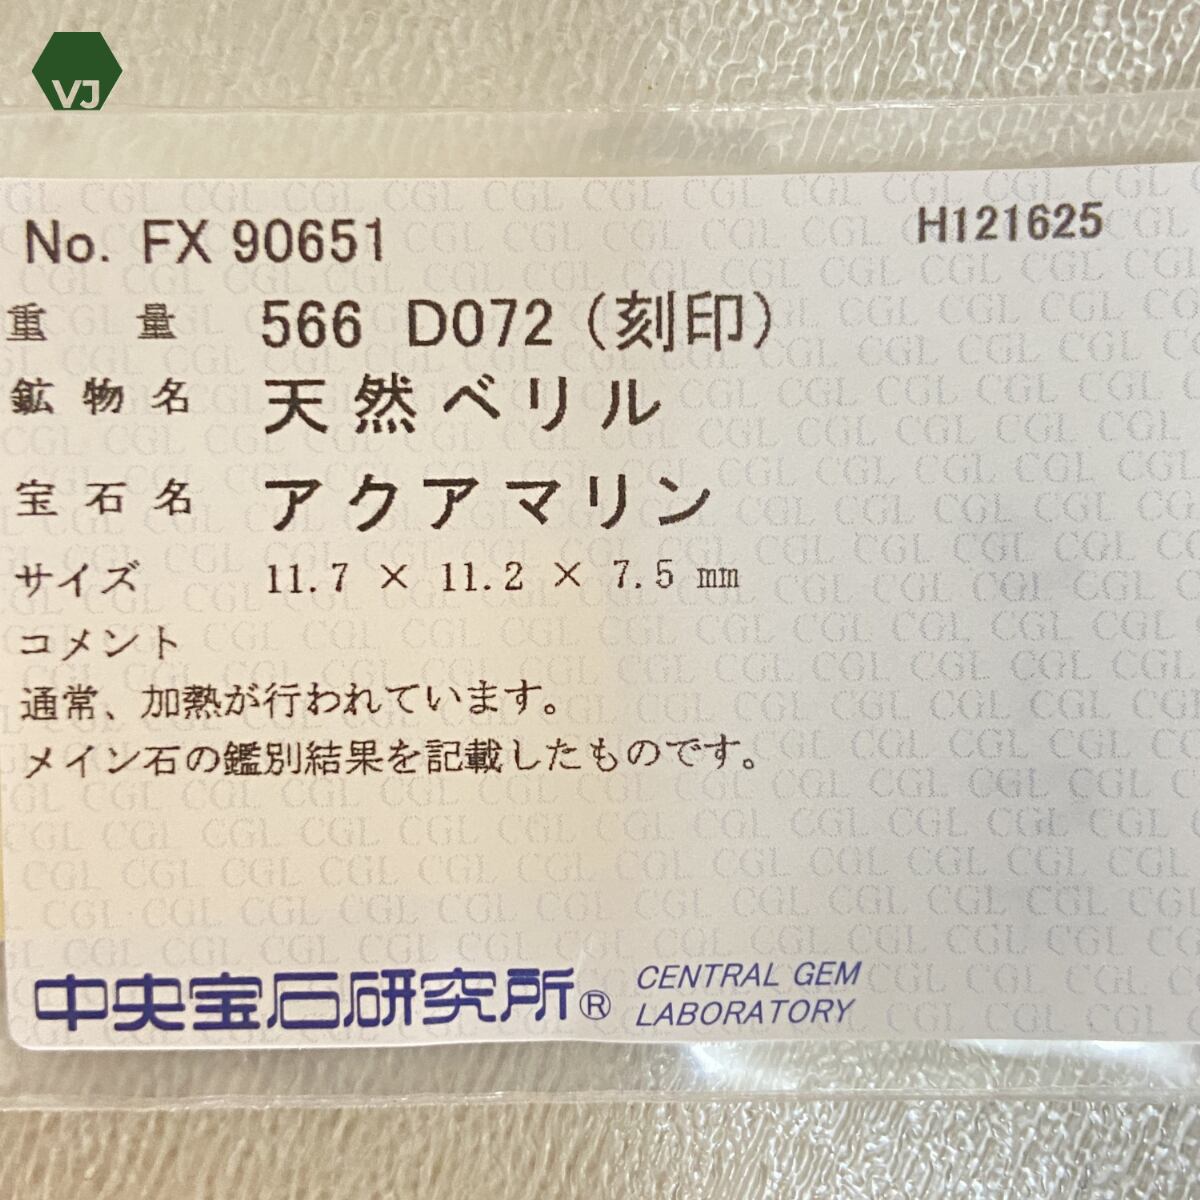 VJ
No. FX 90651 H121625
重 量 566 D072 (刻印)
鉱 物 名 天然ベリル
宝 石 名 アクアマリン
サイズ 11.7 × 11.2 × 7.5 mm
コメント
通常、加熱が行われています。
メイン石の鑑別結果を記載したものです。
中央宝石研究所® CENTRAL GEM
LABORATORY